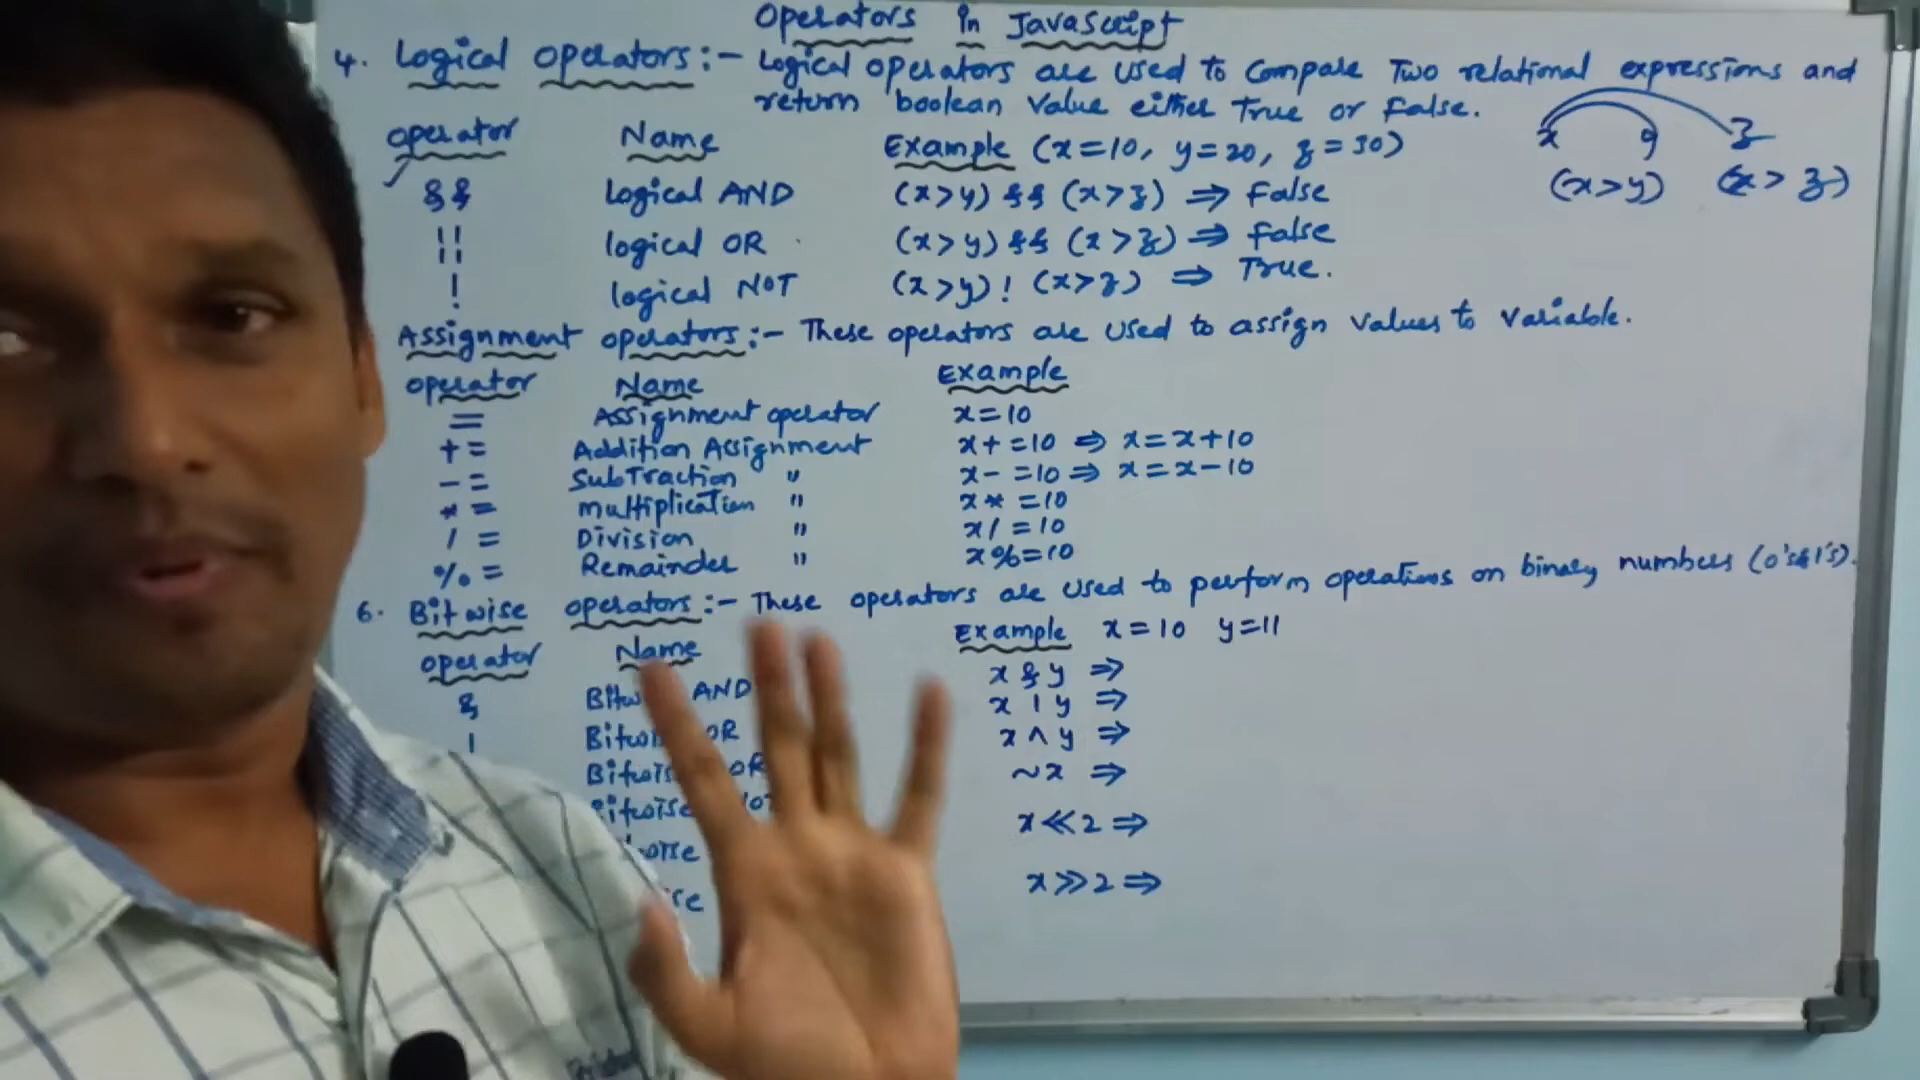 Operators in JavaScript
4. Logical operators :- Logical operators are used to compare Two relational expressions and
return boolean value either True or False.
operator Name Example (x=10, y=20, z=30) x y z
&& logical AND (x>y) && (x>z) ⇒ False (x>y) (x>z)
|| logical OR (x>y) && (x>z) ⇒ False
! logical NOT (x>y) ! (x>z) ⇒ True.
Assignment operators :- These operators are used to assign values to variable.
operator Name Example
= Assignment operator x=10
+= Addition Assignment x+=10 ⇒ x=x+10
-= Subtraction " x-=10 ⇒ x=x-10
*= multiplication " x*=10
/= Division " x/=10
%= Remainder " x%=10
6. Bitwise operators :- These operators are used to perform operations on binary numbers (0's&1's).
operator Name Example x=10 y=11
& AND x & y ⇒
| OR x | y ⇒
x ^ y ⇒
~x ⇒
x<<2 ⇒
x>>2 ⇒